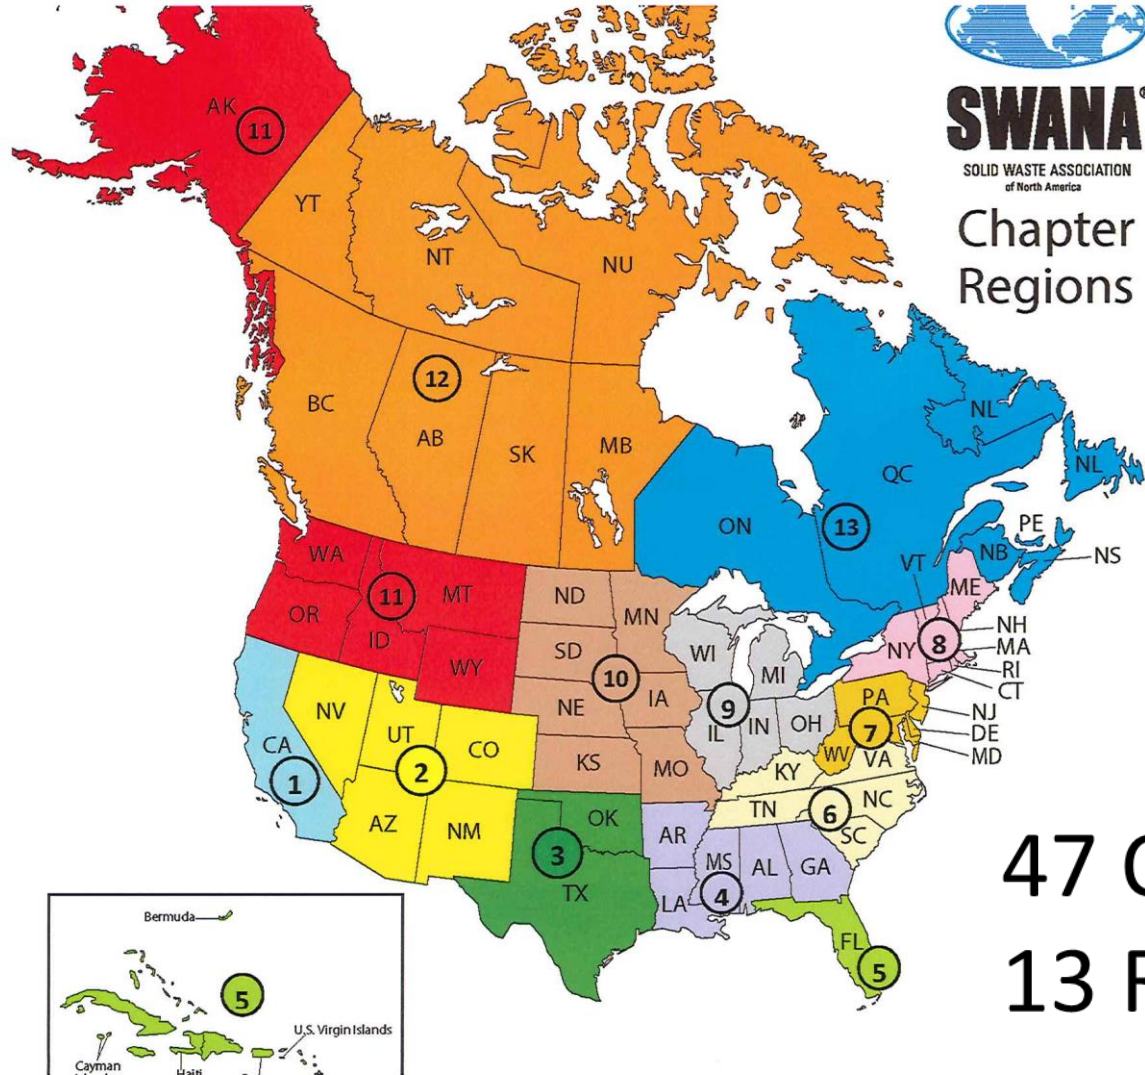 SWANA®
SOLID WASTE ASSOCIATION
of North America
Chapter
Regions
AK
11
YT
NT
NU
12
BC
AB
SK
MB
NL
NL
QC
ON
13
PE
NB
NS
VT
ME
WA
MT
11
OR
ID
WY
ND
MN
SD
10
NE
IA
KS
MO
WI
MI
9
IL
IN
OH
NY
8
NH
MA
RI
CT
PA
7
NJ
DE
MD
WV
VA
NV
UT
CO
CA
1
2
AZ
NM
OK
3
TX
KY
TN
6
NC
SC
AR
MS
AL
GA
4
LA
FL
5
47
13
Bermuda
5
U.S. Virgin Islands
Cayman
Haiti